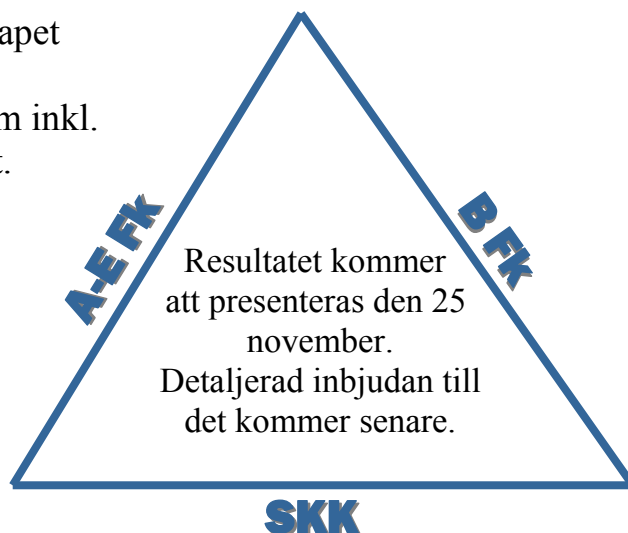 apet
m inkl.
t.
A-E Fk
B Fk
Resultatet kommer
att presenteras den 25
november.
Detaljerad inbjudan till
det kommer senare.
SKK